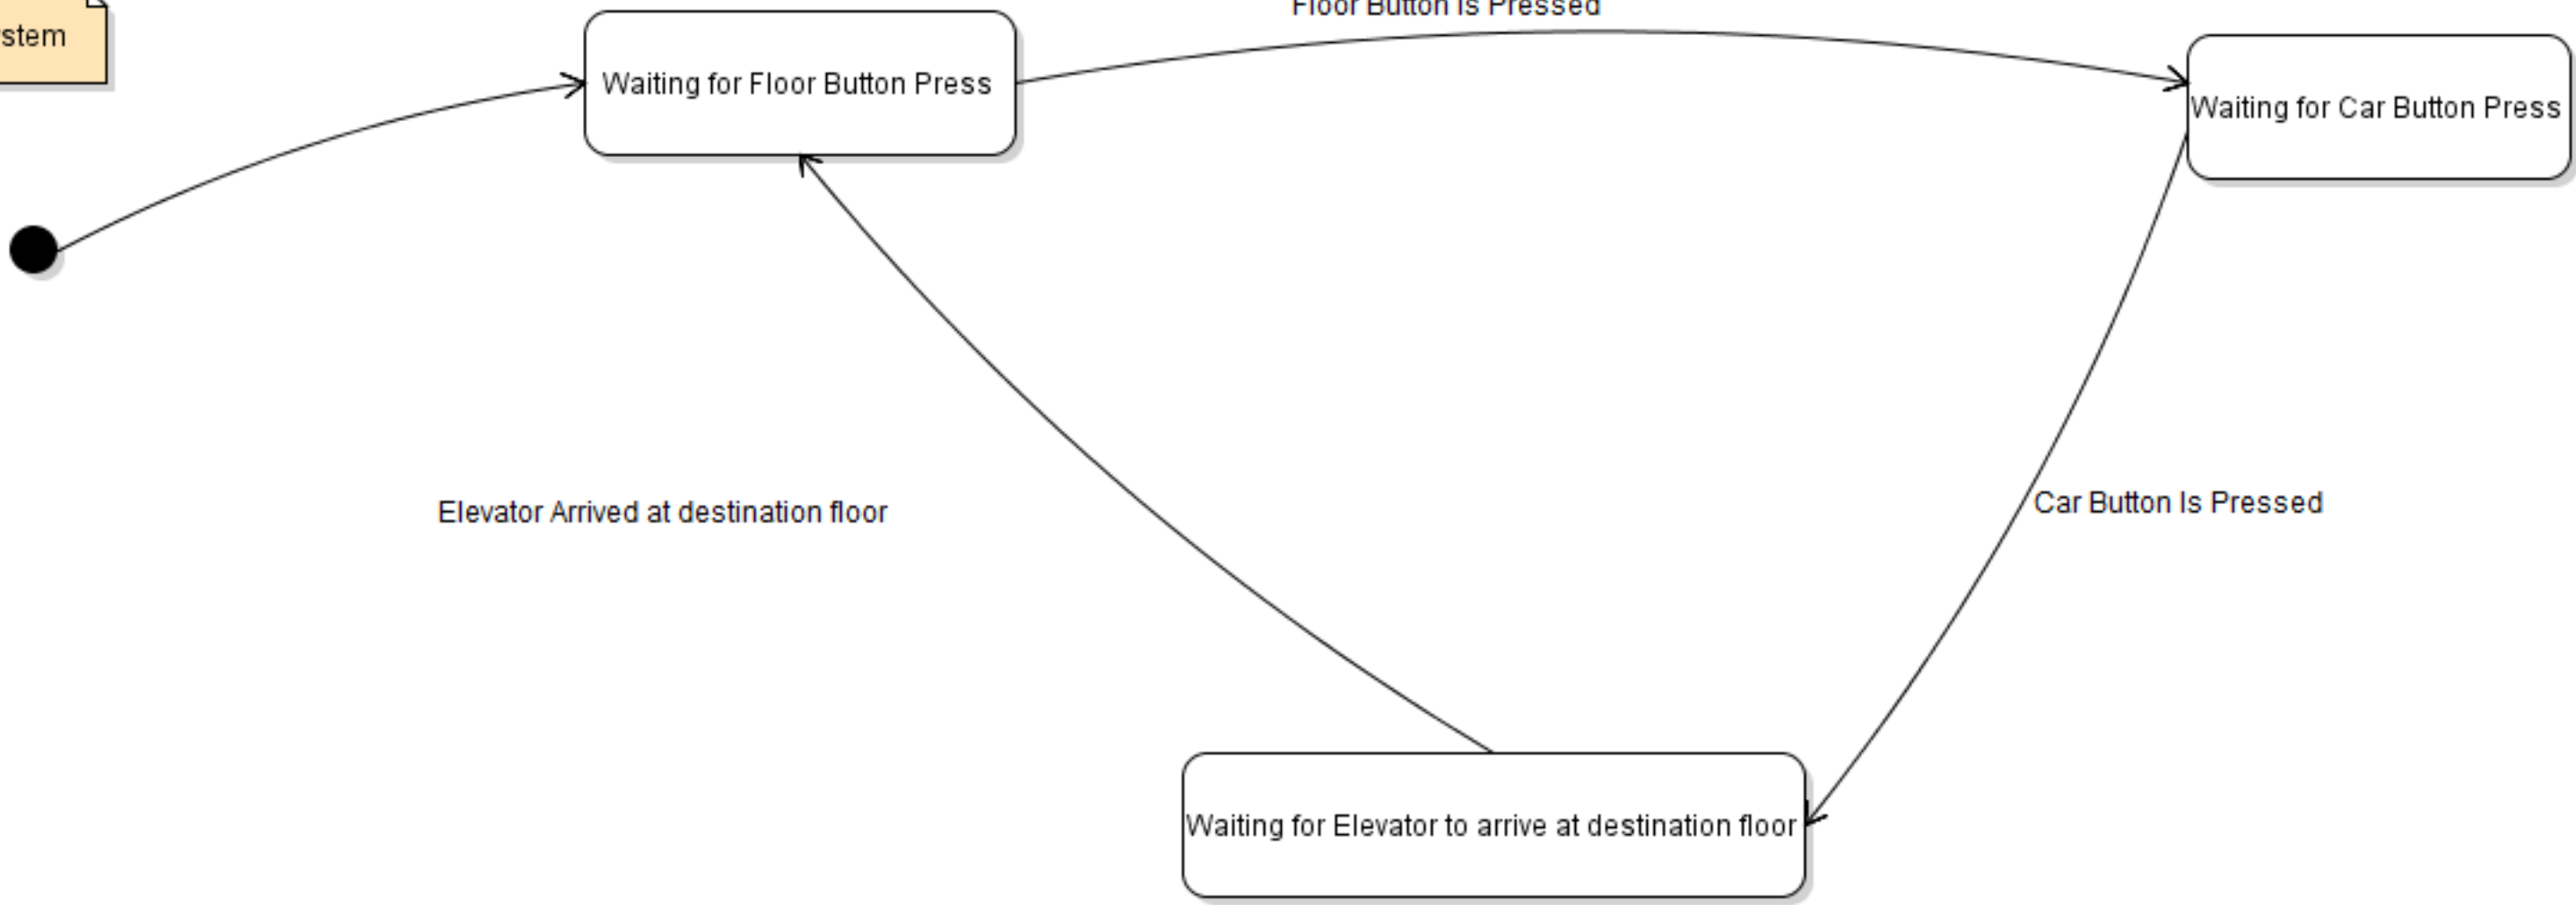 Floor Button Is Pressed
stem
Waiting for Floor Button Press
Waiting for Car Button Press
Elevator Arrived at destination floor
Car Button Is Pressed
Waiting for Elevator to arrive at destination floor